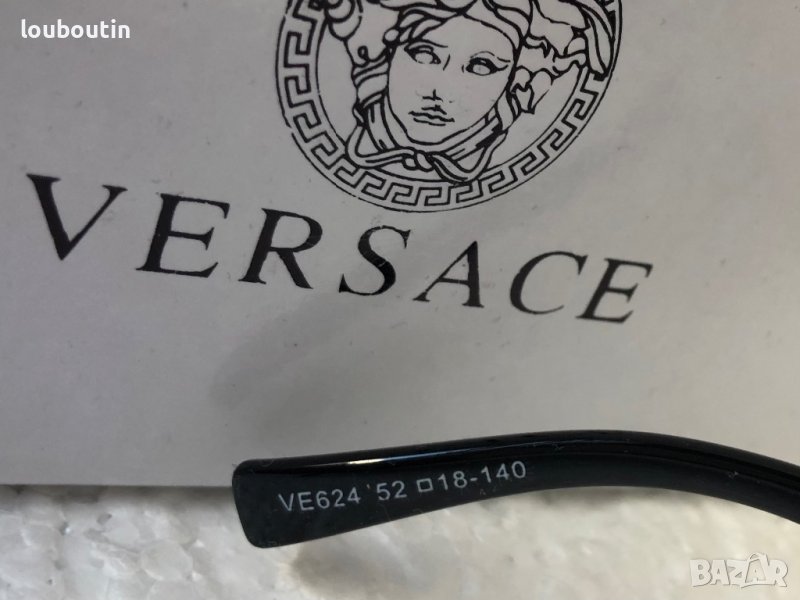 louboutin
VERSACE
VE624 52 □ 18-140
BAZAR